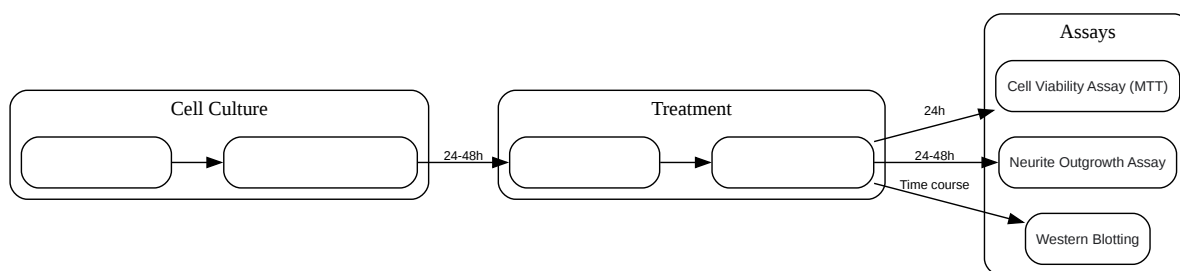 Assays
Cell Culture
Treatment
Cell Viability Assay (MTT)
24h
24-48h
24-48h
Neurite Outgrowth Assay
Time course
Western Blotting